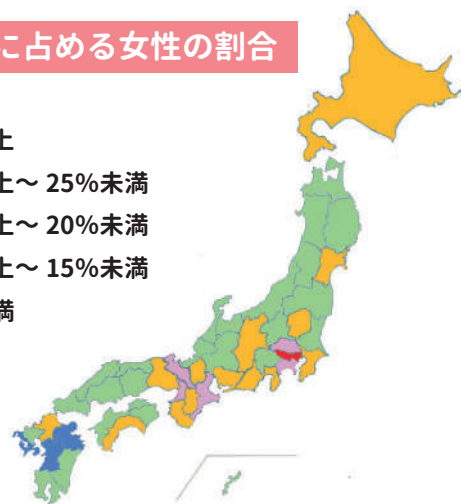 に占める女性の割合
上
上〜 25%未満
上〜 20%未満
上〜 15%未満
満